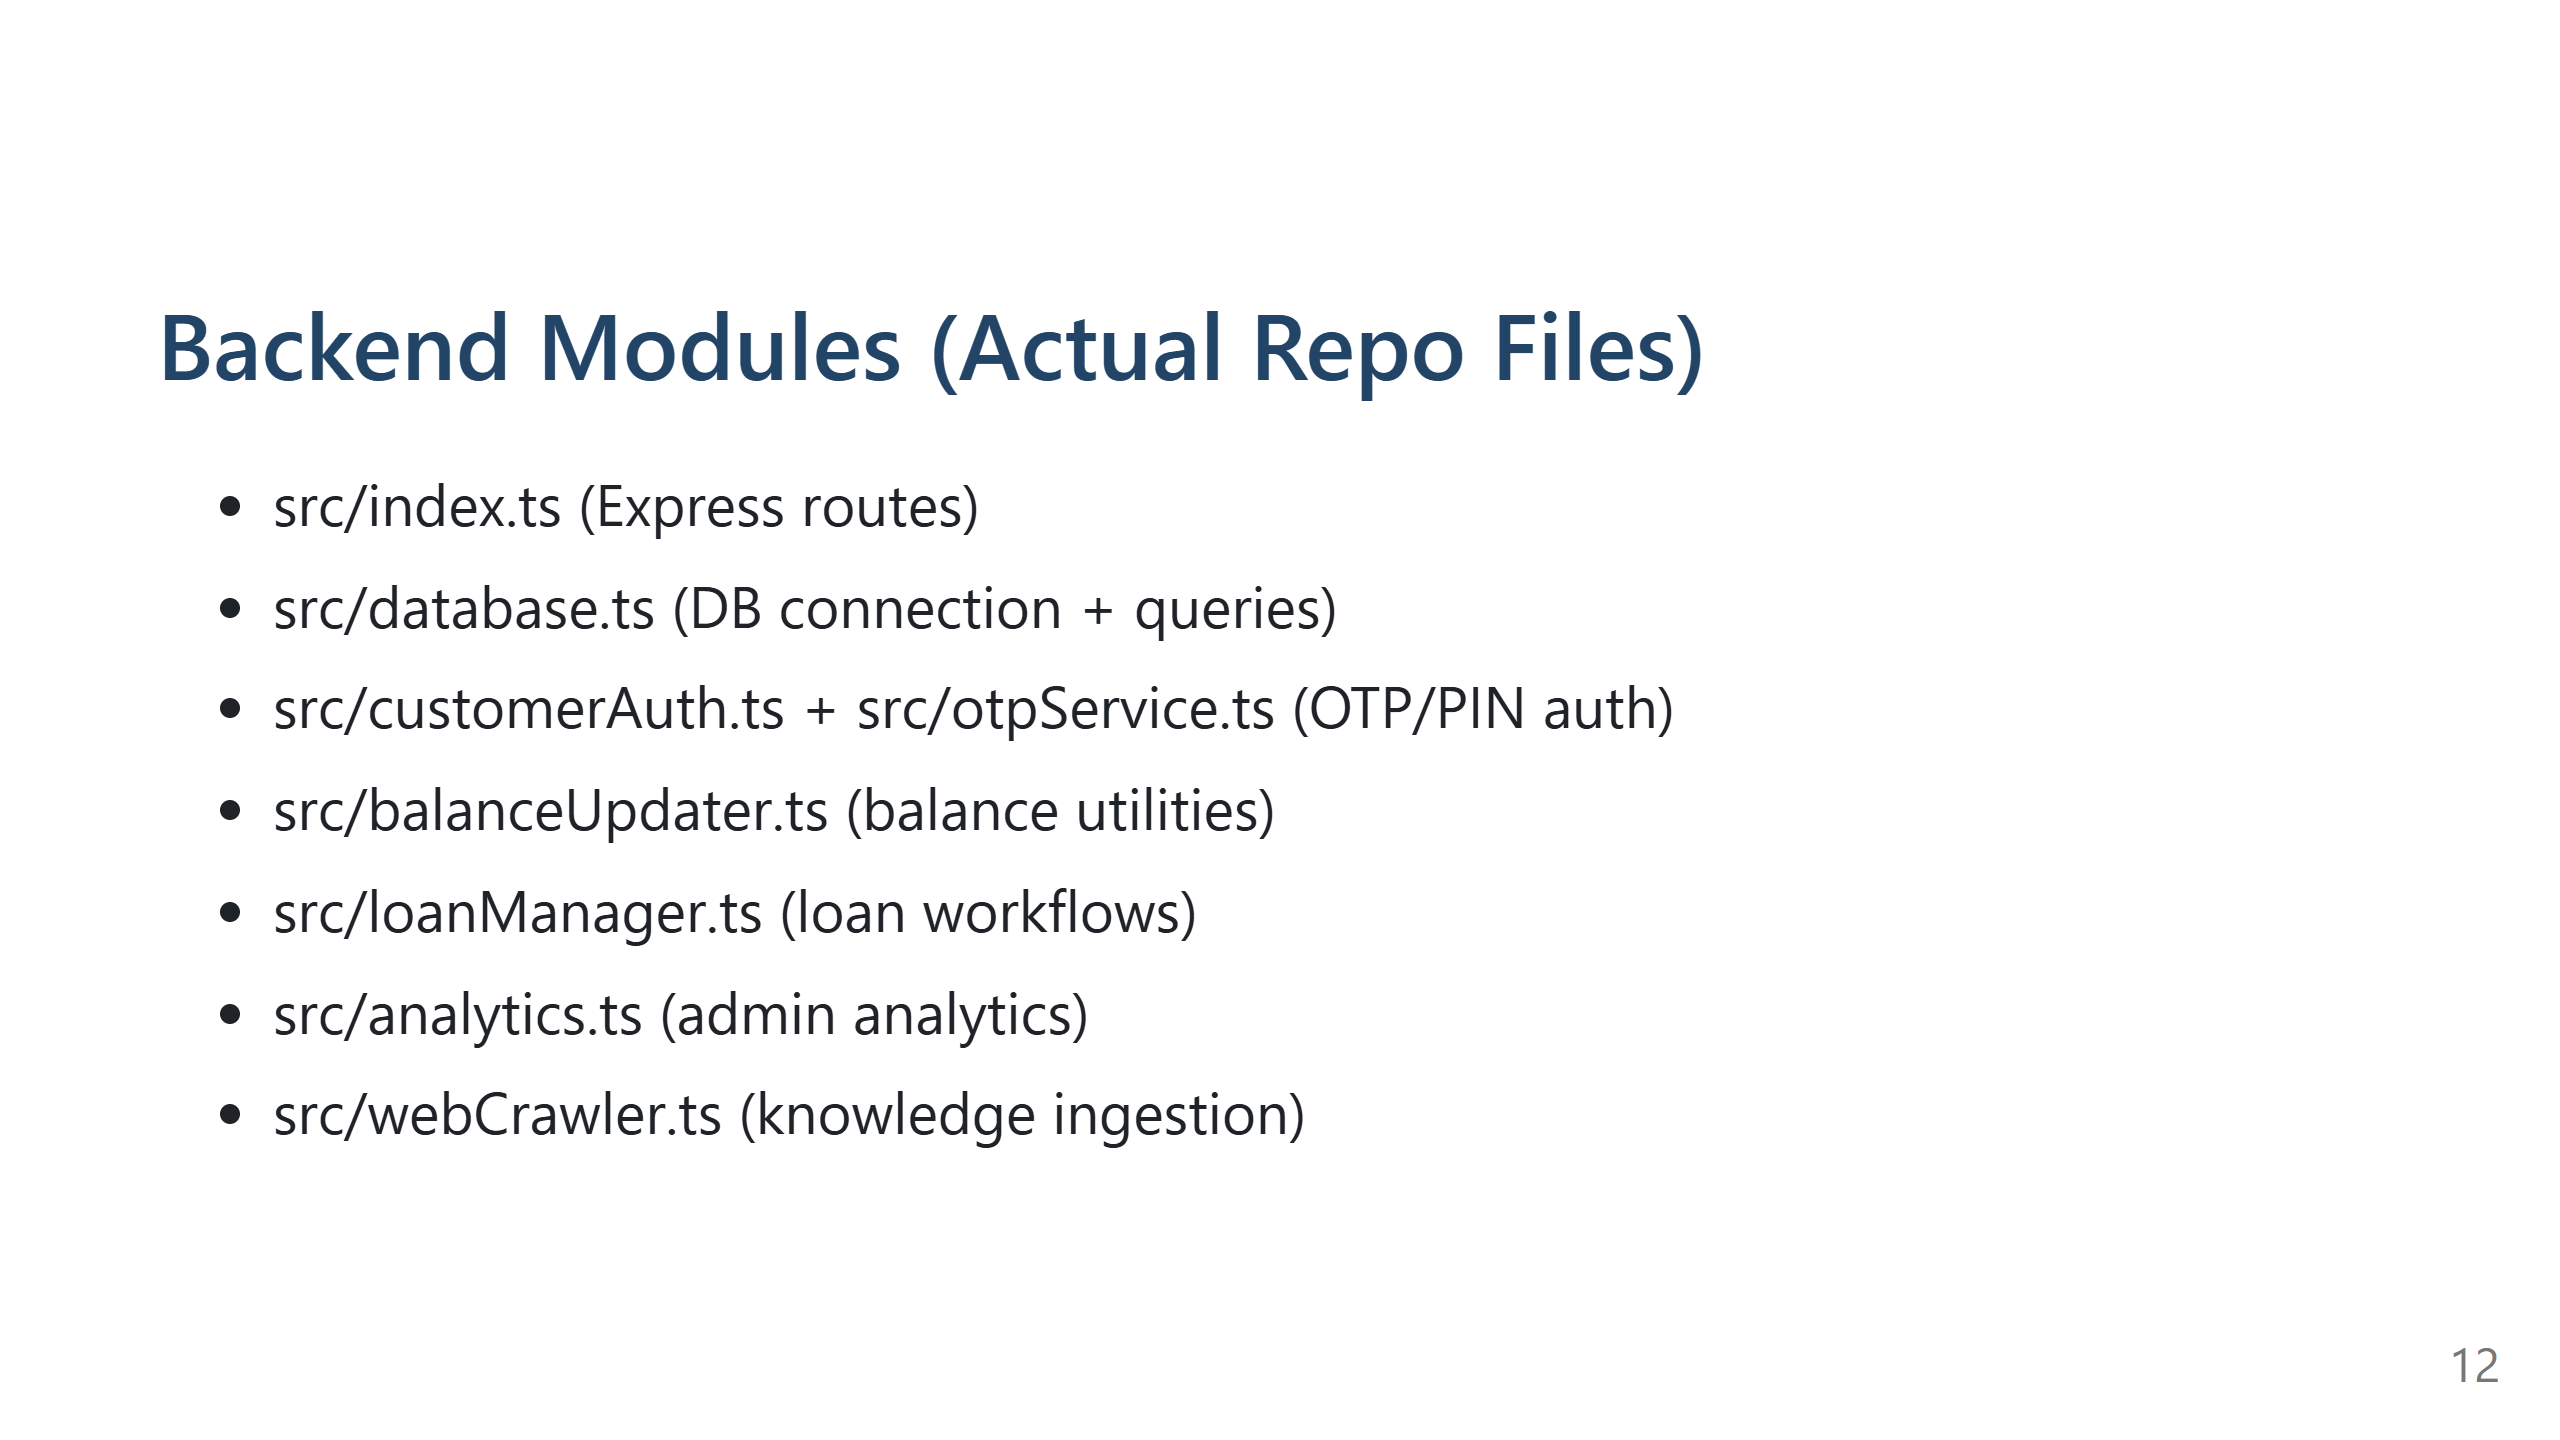 Backend Modules (Actual Repo Files)
• src/index.ts (Express routes)
• src/database.ts (DB connection + queries)
• src/customerAuth.ts + src/otpService.ts (OTP/PIN auth)
• src/balanceUpdater.ts (balance utilities)
• src/loanManager.ts (loan workflows)
• src/analytics.ts (admin analytics)
• src/webCrawler.ts (knowledge ingestion)
12